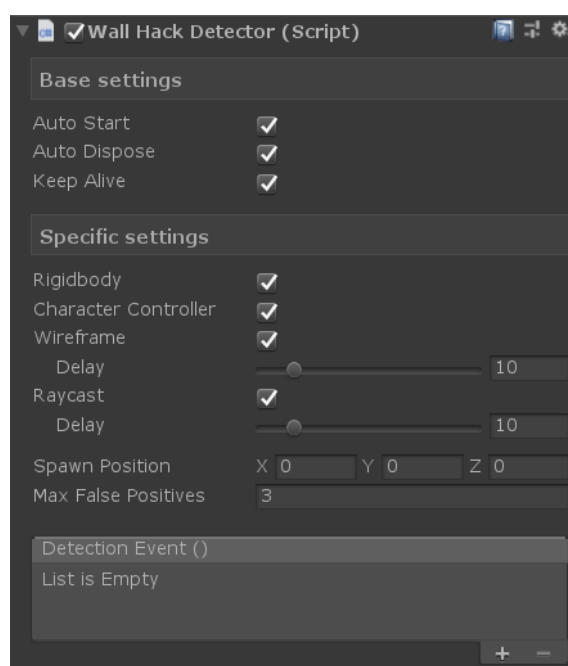 Wall Hack Detector (Script)
Base settings
Auto Start
Auto Dispose
Keep Alive
Specific settings
Rigidbody
Character Controller
Wireframe
Delay 10
Raycast
Delay 10
Spawn Position X 0 Y 0 Z 0
Max False Positives 3
Detection Event ()
List is Empty
+ −